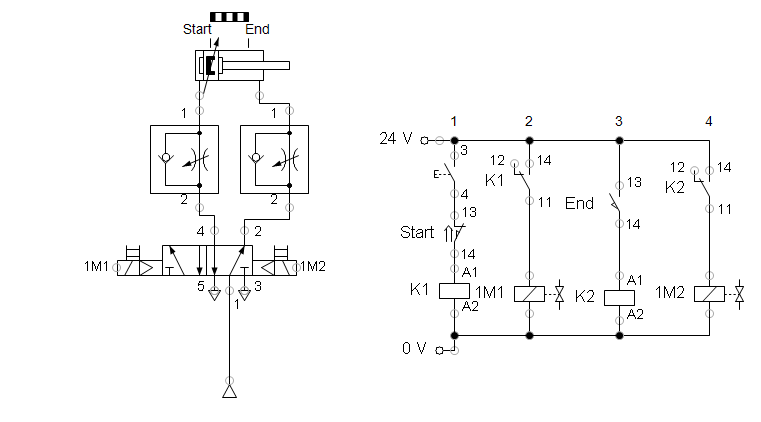 Start End
1 1
2 2
4 2
1M1 1M2
5 1 3
1 2 3 4
24 V
3 12 14 12 14
K1 K2
4 11 13 11
13 End
Start 14
14
A1 A1
K1 1M1 K2 1M2
A2 A2
0 V